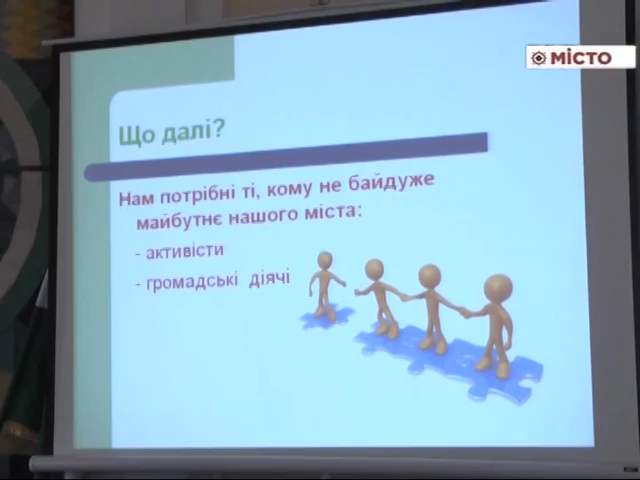 МІСТО
Що далі?
Нам потрібні ті, кому не байдуже
майбутнє нашого міста:
- активісти
- громадські діячі